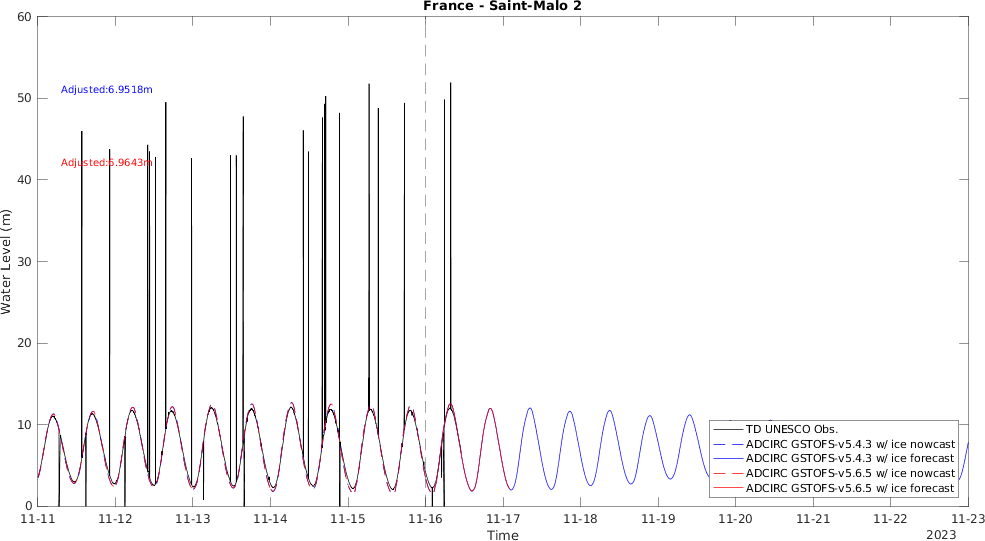 France - Saint-Malo 2
60
50
40
30
20
10
0
Water Level (m)
Adjusted:6.9518m
Adjusted:6.9643m
TD UNESCO Obs.
ADCIRC GSTOFS-v5.4.3 w/ ice nowcast
ADCIRC GSTOFS-v5.4.3 w/ ice forecast
ADCIRC GSTOFS-v5.6.5 w/ ice nowcast
ADCIRC GSTOFS-v5.6.5 w/ ice forecast
11-11 11-12 11-13 11-14 11-15 11-16 11-17 11-18 11-19 11-20 11-21 11-22 11-23
Time
2023